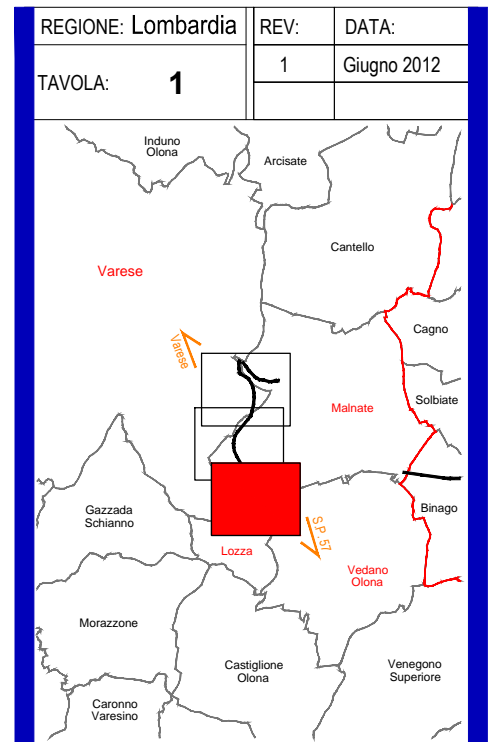 REGIONE: Lombardia
REV:
DATA:
TAVOLA: 1
1
Giugno 2012
Induno
Olona
Arcisate
Cantello
Varese
Cagno
Varese
Solbiate
Malnate
Gazzada
Schianno
Binago
S.P. 57
Lozza
Vedano
Olona
Morazzone
Castiglione
Olona
Venegono
Superiore
Caronno
Varesino